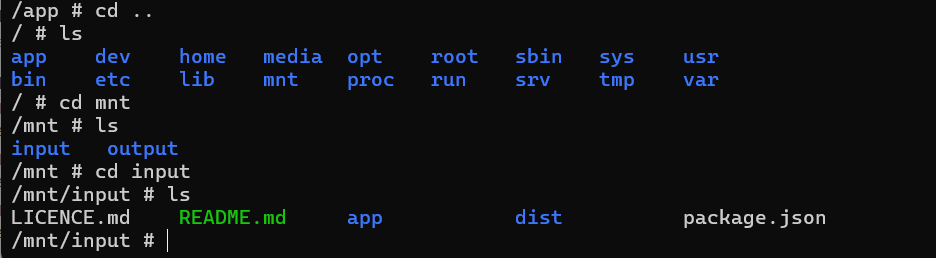 /app # cd ..
/ # ls
app dev home media opt root sbin sys usr
bin etc lib mnt proc run srv tmp var
/ # cd mnt
/mnt # ls
input output
/mnt # cd input
/mnt/input # ls
LICENCE.md README.md app dist package.json
/mnt/input #